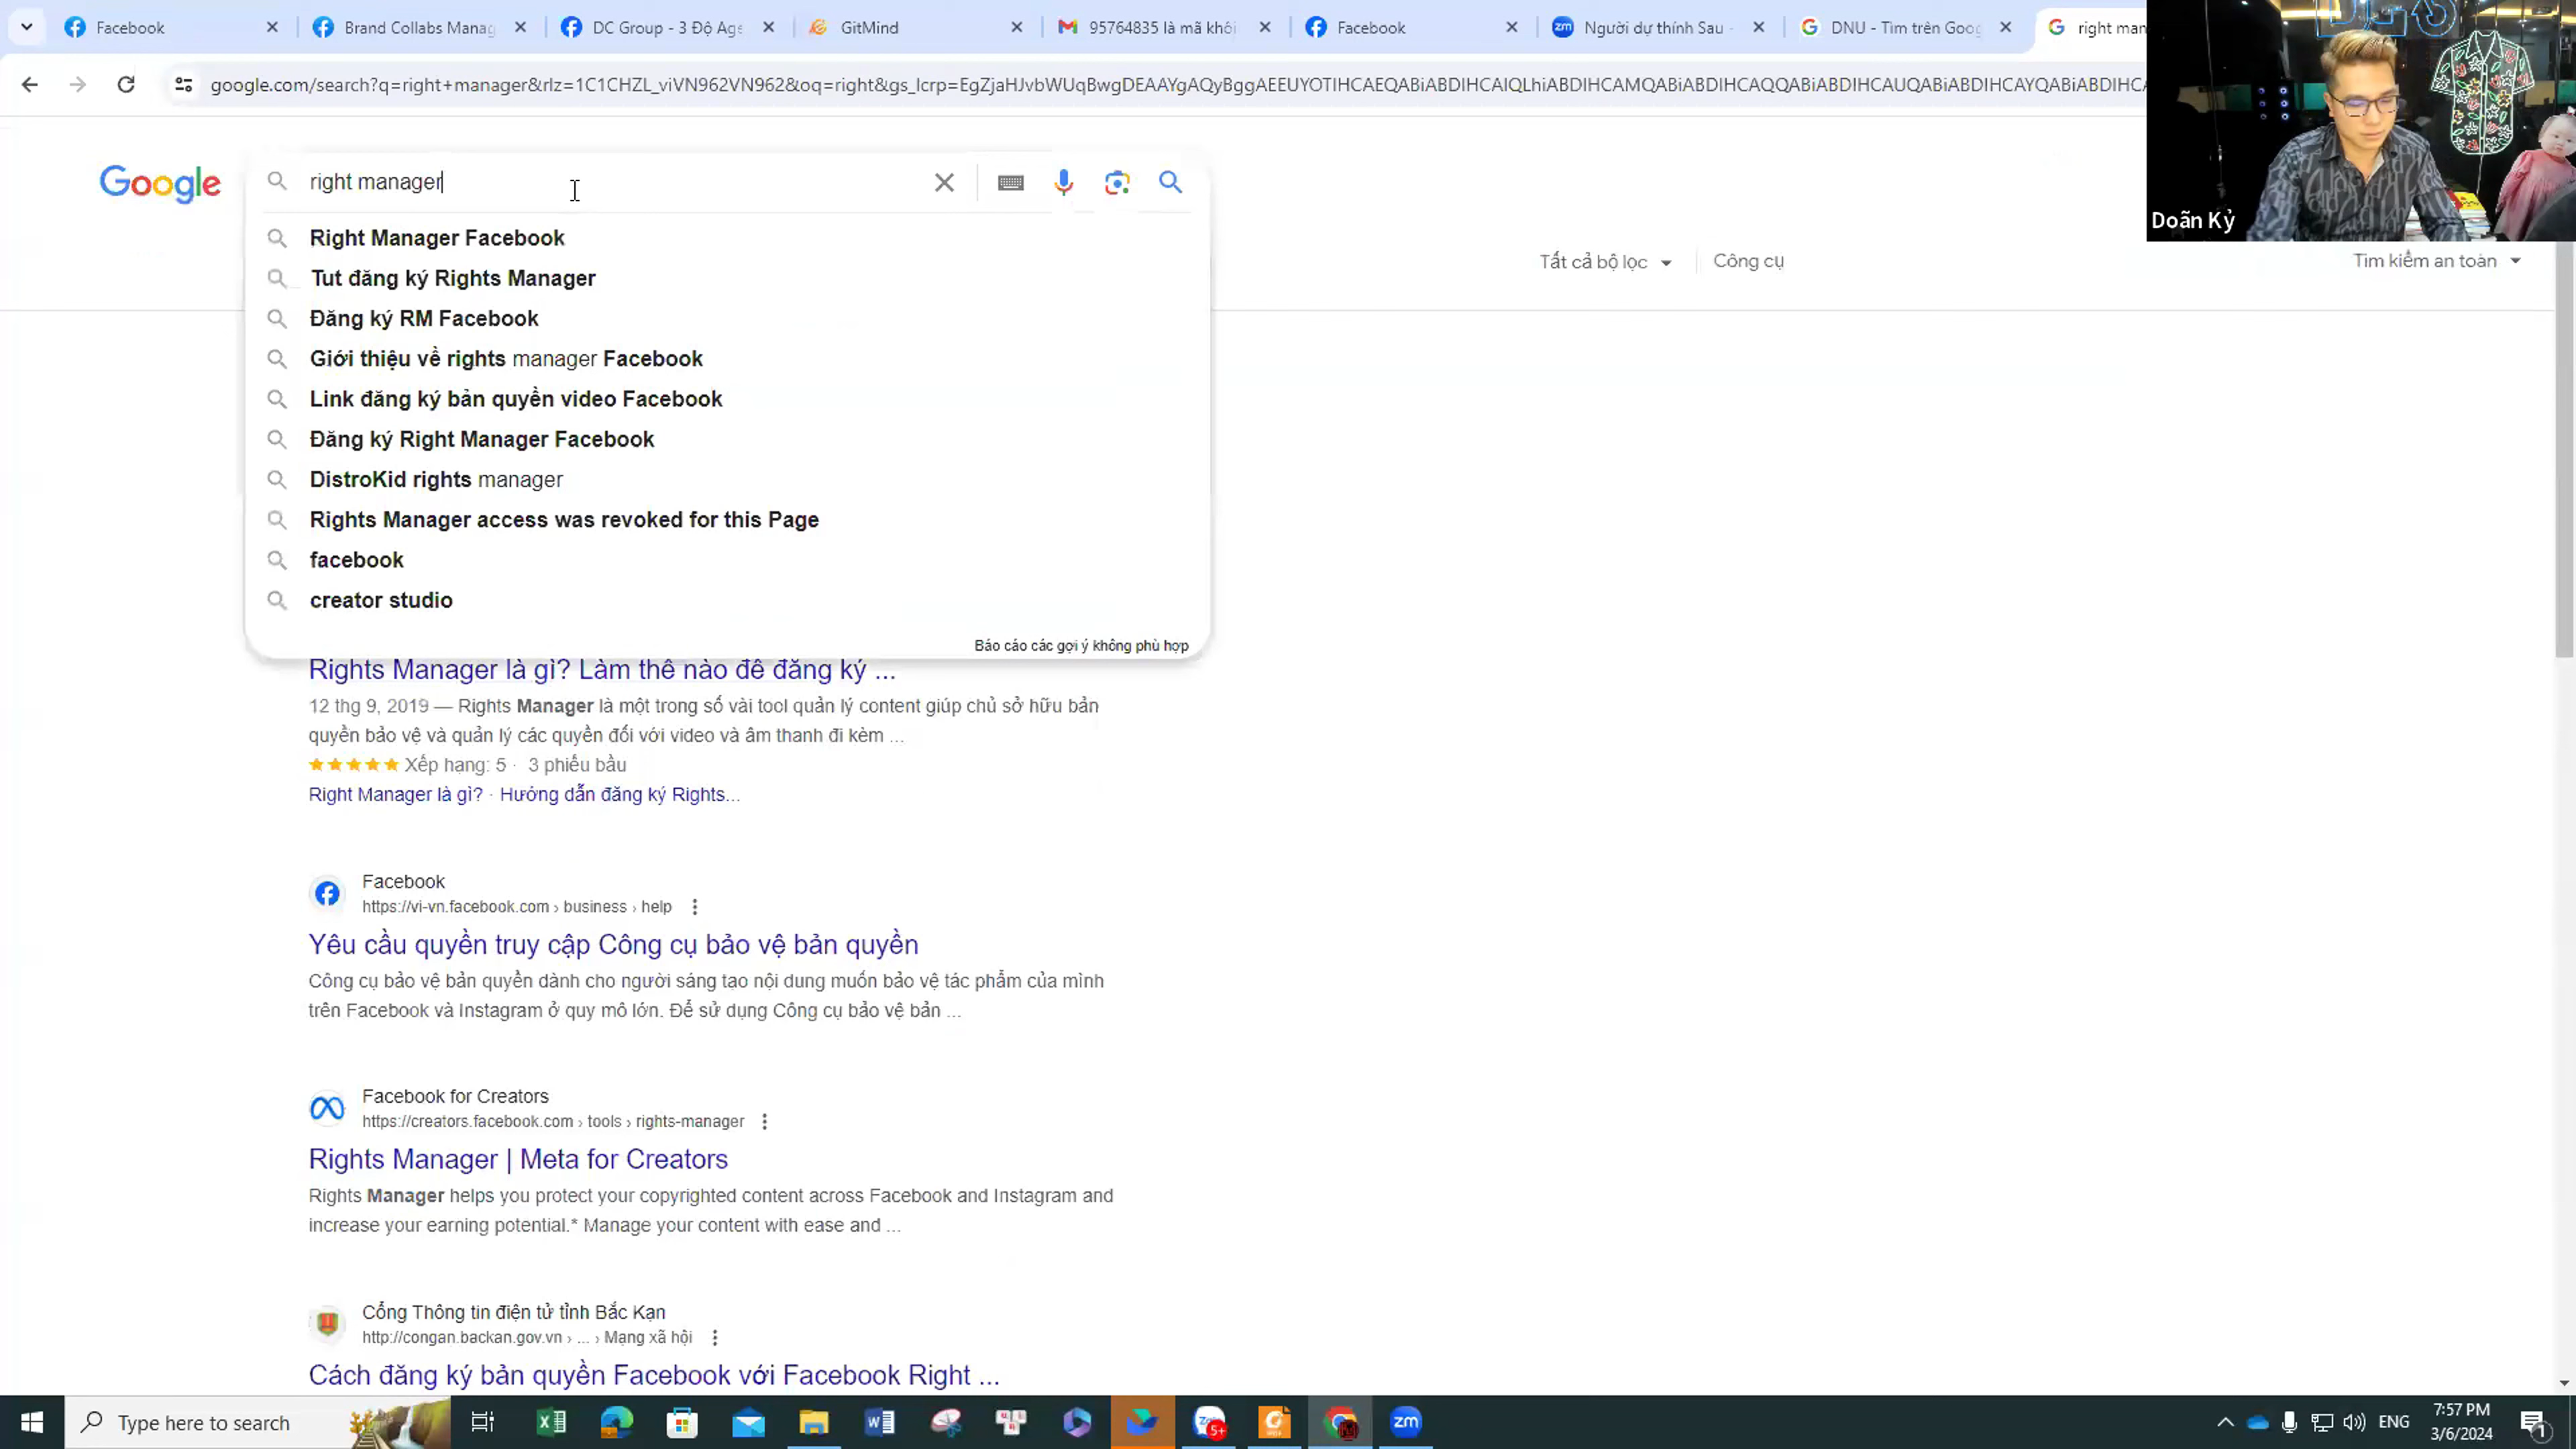 Facebook
Brand Collabs Manag
DC Group - 3 Độ Age
GitMind
95764835 là mã khôi
Facebook
Người dự thính Sau -
DNU - Tìm trên Goog
right man
google.com/search?q=right+manager&rlz=1C1CHZL_viVN962VN962&oq=right&gs_lcrp=EgZjaHJvbWUqBwgDEAAYgAQyBggAEEUYOTIHCAEQABiABDIHCAIQLhiABDIHCAMQABiABDIHCAQQABiABDIHCAUQABiABDIHCAYQABiABDIHC
Google
right manager
Doãn Kỷ
Right Manager Facebook
Tut đăng ký Rights Manager
Đăng ký RM Facebook
Giới thiệu về rights manager Facebook
Link đăng ký bản quyền video Facebook
Đăng ký Right Manager Facebook
DistroKid rights manager
Rights Manager access was revoked for this Page
facebook
creator studio
Báo cáo các gợi ý không phù hợp
Tất cả bộ lọc
Công cụ
Tìm kiếm an toàn
Rights Manager là gì? Làm thế nào để đăng ký ...
12 thg 9, 2019 — Rights Manager là một trong số vài tool quản lý content giúp chủ sở hữu bản
quyền bảo vệ và quản lý các quyền đối với video và âm thanh đi kèm ...
Xếp hạng: 5 · 3 phiếu bầu
Right Manager là gì? · Hướng dẫn đăng ký Rights...
Facebook
https://vi-vn.facebook.com › business › help
Yêu cầu quyền truy cập Công cụ bảo vệ bản quyền
Công cụ bảo vệ bản quyền dành cho người sáng tạo nội dung muốn bảo vệ tác phẩm của mình
trên Facebook và Instagram ở quy mô lớn. Để sử dụng Công cụ bảo vệ bản ...
Facebook for Creators
https://creators.facebook.com › tools › rights-manager
Rights Manager | Meta for Creators
Rights Manager helps you protect your copyrighted content across Facebook and Instagram and
increase your earning potential.* Manage your content with ease and ...
Cổng Thông tin điện tử tỉnh Bắc Kạn
http://congan.backan.gov.vn › ... › Mạng xã hội
Cách đăng ký bản quyền Facebook với Facebook Right ...
Type here to search
5+
zm
ENG
7:57 PM
3/6/2024
1